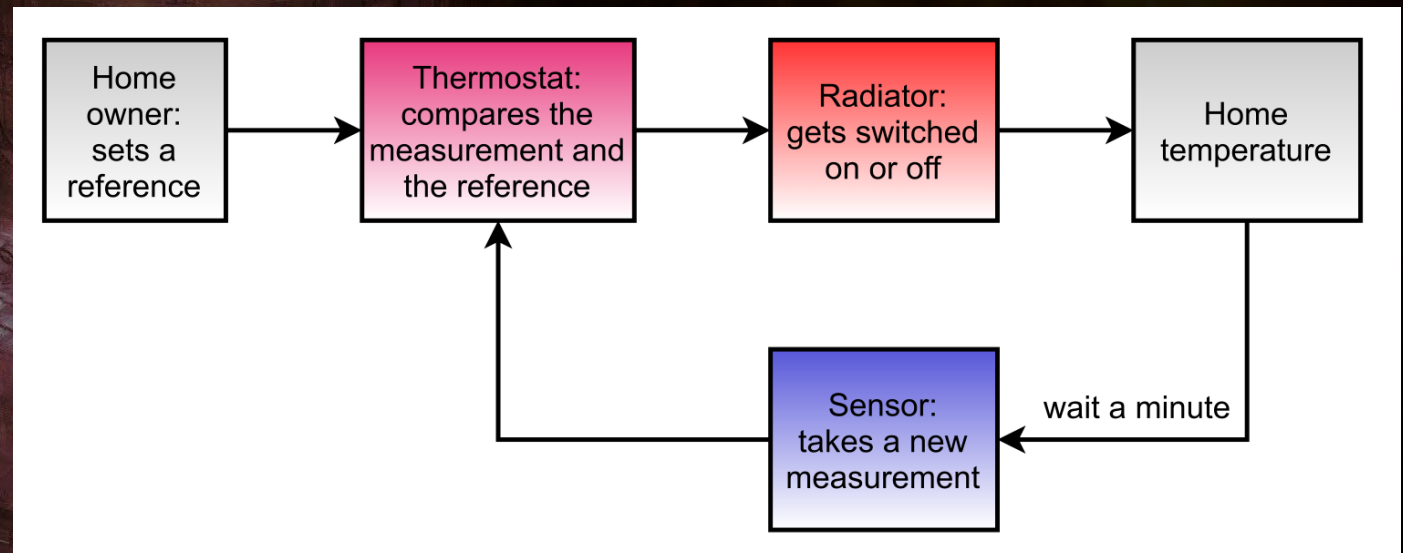 Home
owner:
sets a
reference
Thermostat:
compares the
measurement and
the reference
Radiator:
gets switched
on or off
Home
temperature
Sensor:
takes a new
measurement
wait a minute